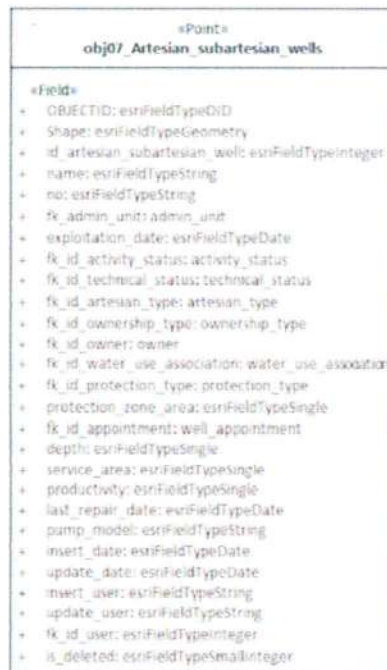 «Point»
obj07_Artesian_subartesian_wells
«Field»
+ OBJECTID: esriFieldTypeOID
+ Shape: esriFieldTypeGeometry
+ id_artesian_subartesian_well: esriFieldTypeInteger
+ name: esriFieldTypeString
+ no: esriFieldTypeString
+ fk_admin_unit: admin_unit
+ exploitation_date: esriFieldTypeDate
+ fk_id_activity_status: activity_status
+ fk_id_technical_status: technical_status
+ fk_id_artesian_type: artesian_type
+ fk_id_ownership_type: ownership_type
+ fk_id_owner: owner
+ fk_id_water_use_association: water_use_association
+ fk_id_protection_type: protection_type
+ protection_zone_area: esriFieldTypeSingle
+ fk_id_appointment: well_appointment
+ depth: esriFieldTypeSingle
+ service_area: esriFieldTypeSingle
+ productivity: esriFieldTypeSingle
+ last_repair_date: esriFieldTypeDate
+ pump_model: esriFieldTypeString
+ insert_date: esriFieldTypeDate
+ update_date: esriFieldTypeDate
+ insert_user: esriFieldTypeString
+ update_user: esriFieldTypeString
+ fk_id_user: esriFieldTypeInteger
+ is_deleted: esriFieldTypeSmallInteger